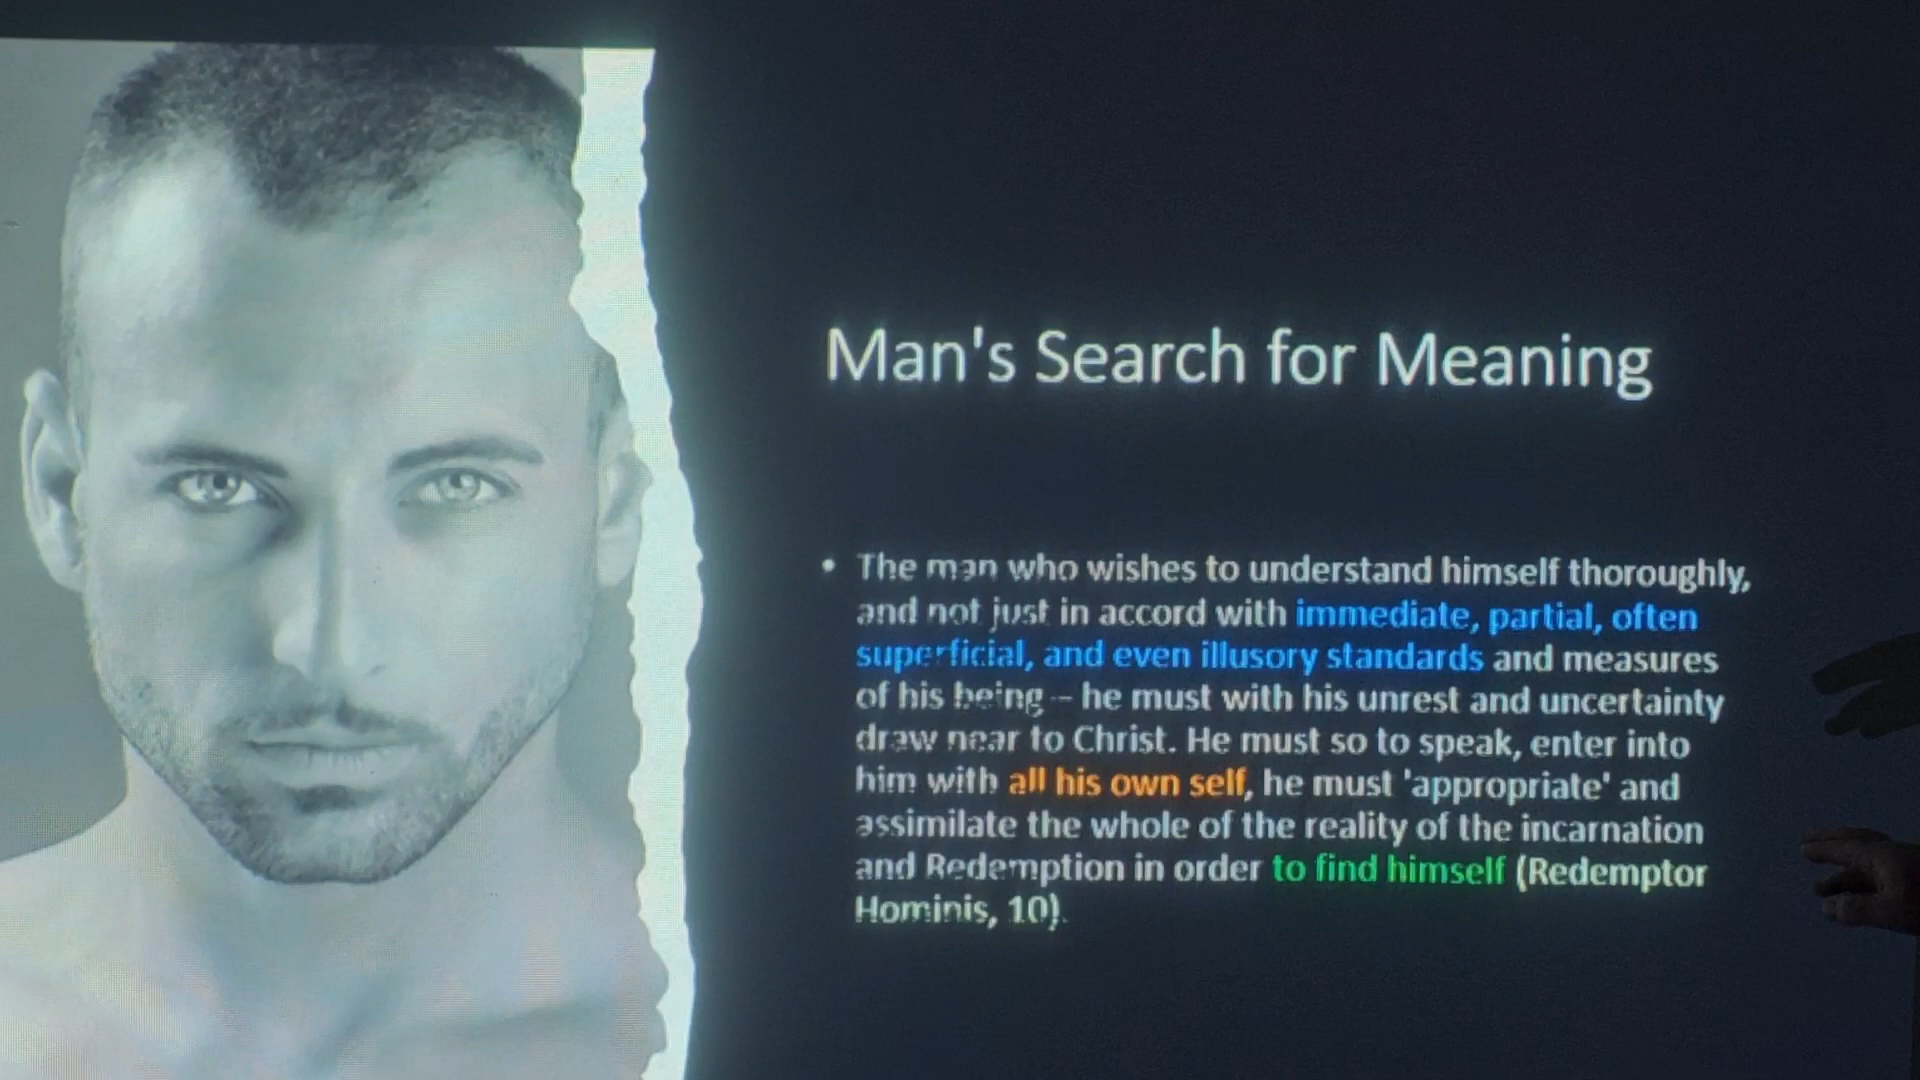 Man's Search for Meaning
• The man who wishes to understand himself thoroughly,
and not just in accord with immediate, partial, often
superficial, and even illusory standards and measures
of his being – he must with his unrest and uncertainty
draw near to Christ. He must so to speak, enter into
him with all his own self, he must 'appropriate' and
assimilate the whole of the reality of the incarnation
and Redemption in order to find himself (Redemptor
Hominis, 10).